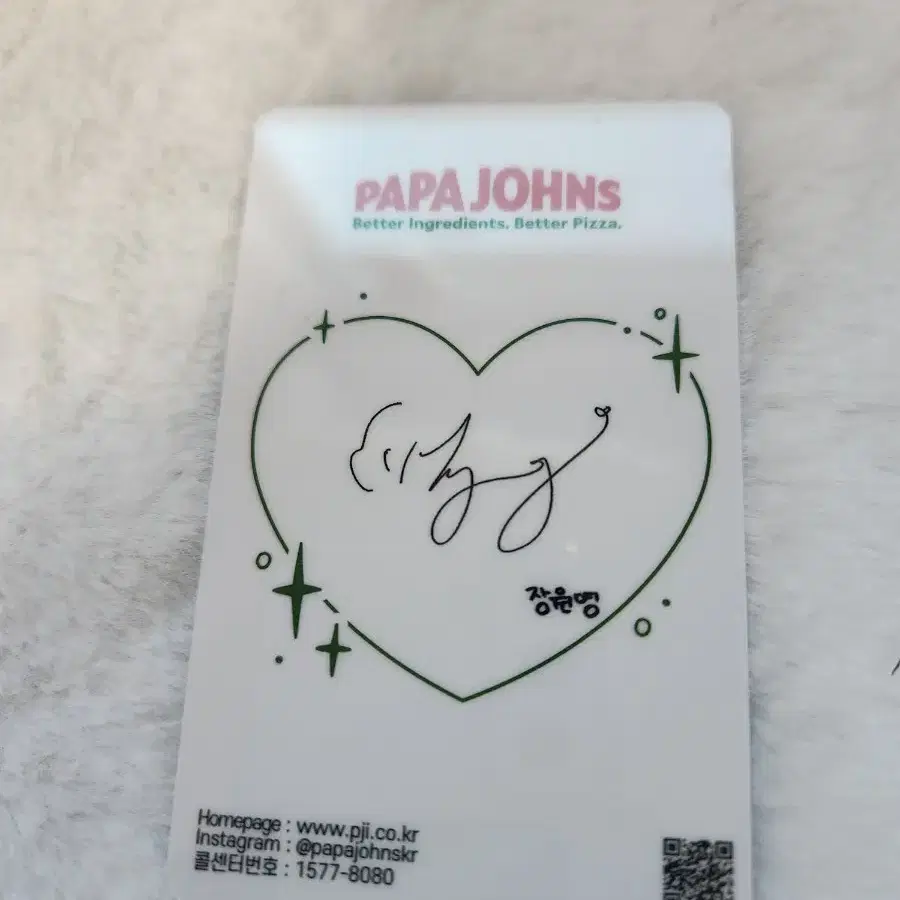 PAPA JOHNS
Better Ingredients. Better Pizza.
장원영
Homepage : www.pji.co.kr
Instagram : @papajohnskr
콜센터번호 : 1577-8080